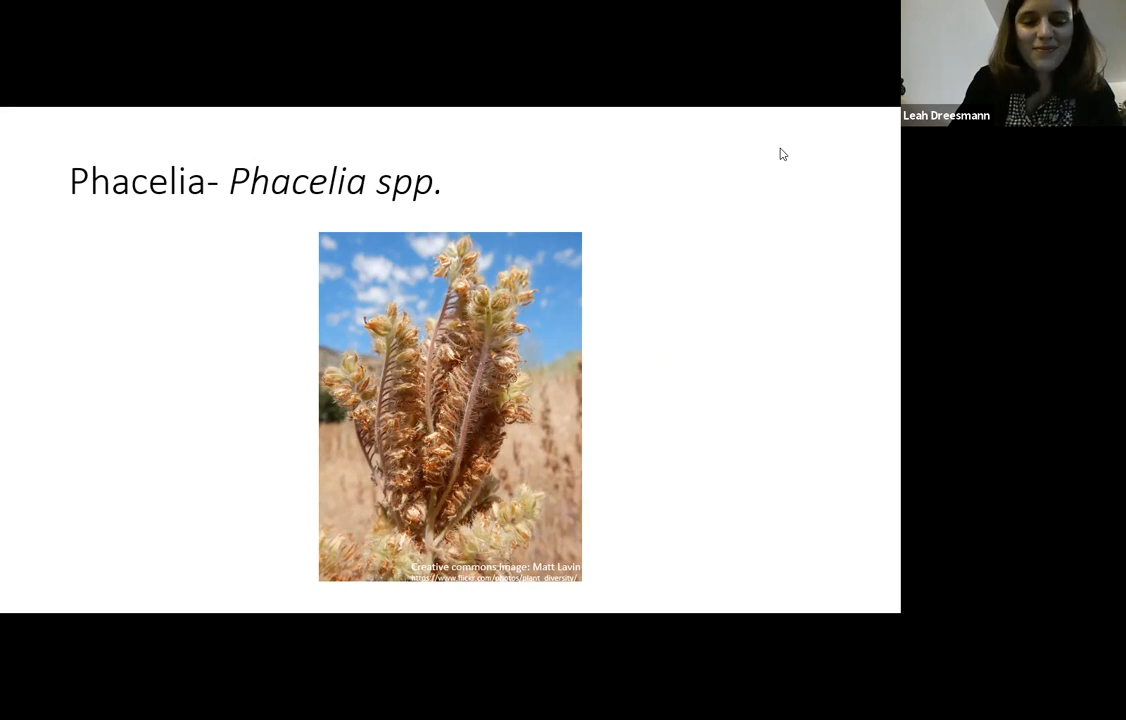 Leah Dreesmann
Phacelia- Phacelia spp.
Creative commons image: Matt Lavin
https://www.flickr.com/photos/plant_diversity/